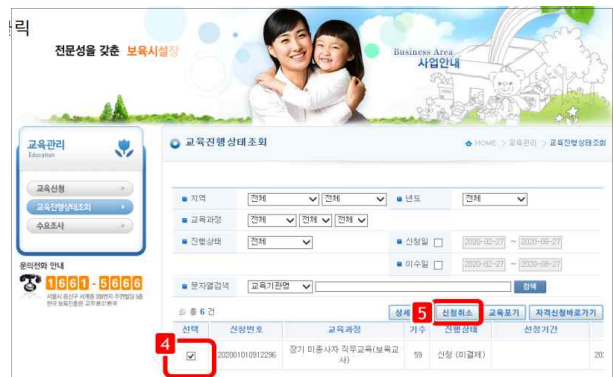 릭
전문성을 갖춘 보육시설장
Business Area
사업안내
교육관리
Education
교육진행상태조회
HOME > 교육관리 > 교육진행상태조회
교육신청
교육진행상태조회
수요조사
문의전화 안내
1661-5666
지역 전체 전체 년도 전체
교육과정 전체 전체 전체
진행상태 전체 신청일 2020-02-27 ~ 2020-08-27
이수일 2020-02-27 ~ 2020-08-27
문자열검색 교육기관명 검색
총 6 건
상세 5 신청취소 교육포기 자격신청바로가기
선택 신청번호 교육과정 기수 진행상태 선정기간
4
202001010912296 장기 미종사자 직무교육(보육교사) 59 신청 (미결제) 20